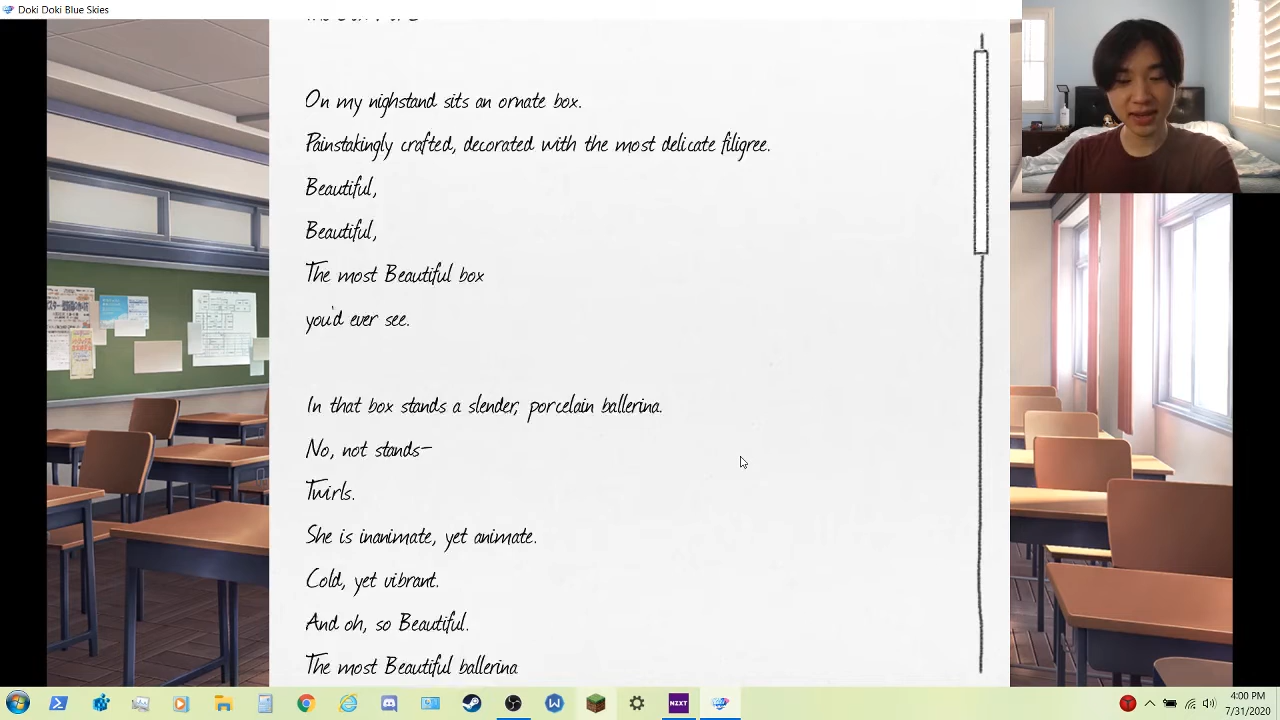 Doki Doki Blue Skies
On my nighstand sits an ornate box.
Painstakingly crafted, decorated with the most delicate filigree.
Beautiful,
Beautiful,
The most Beautiful box
you'd ever see.
In that box stands a slender, porcelain ballerina.
No, not stands-
Twirls.
She is inanimate, yet animate.
Cold, yet vibrant.
And oh, so Beautiful.
The most Beautiful ballerina
NZXT
4:00 PM
7/31/2020